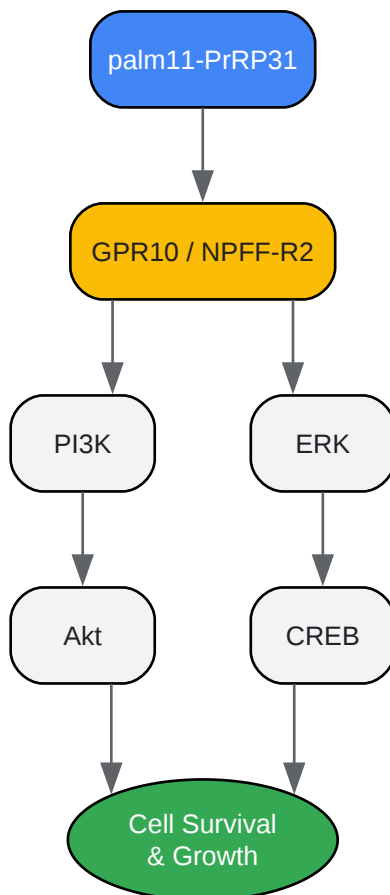 palm11-PrRP31
GPR10 / NPFF-R2
PI3K
ERK
Akt
CREB
Cell Survival
& Growth